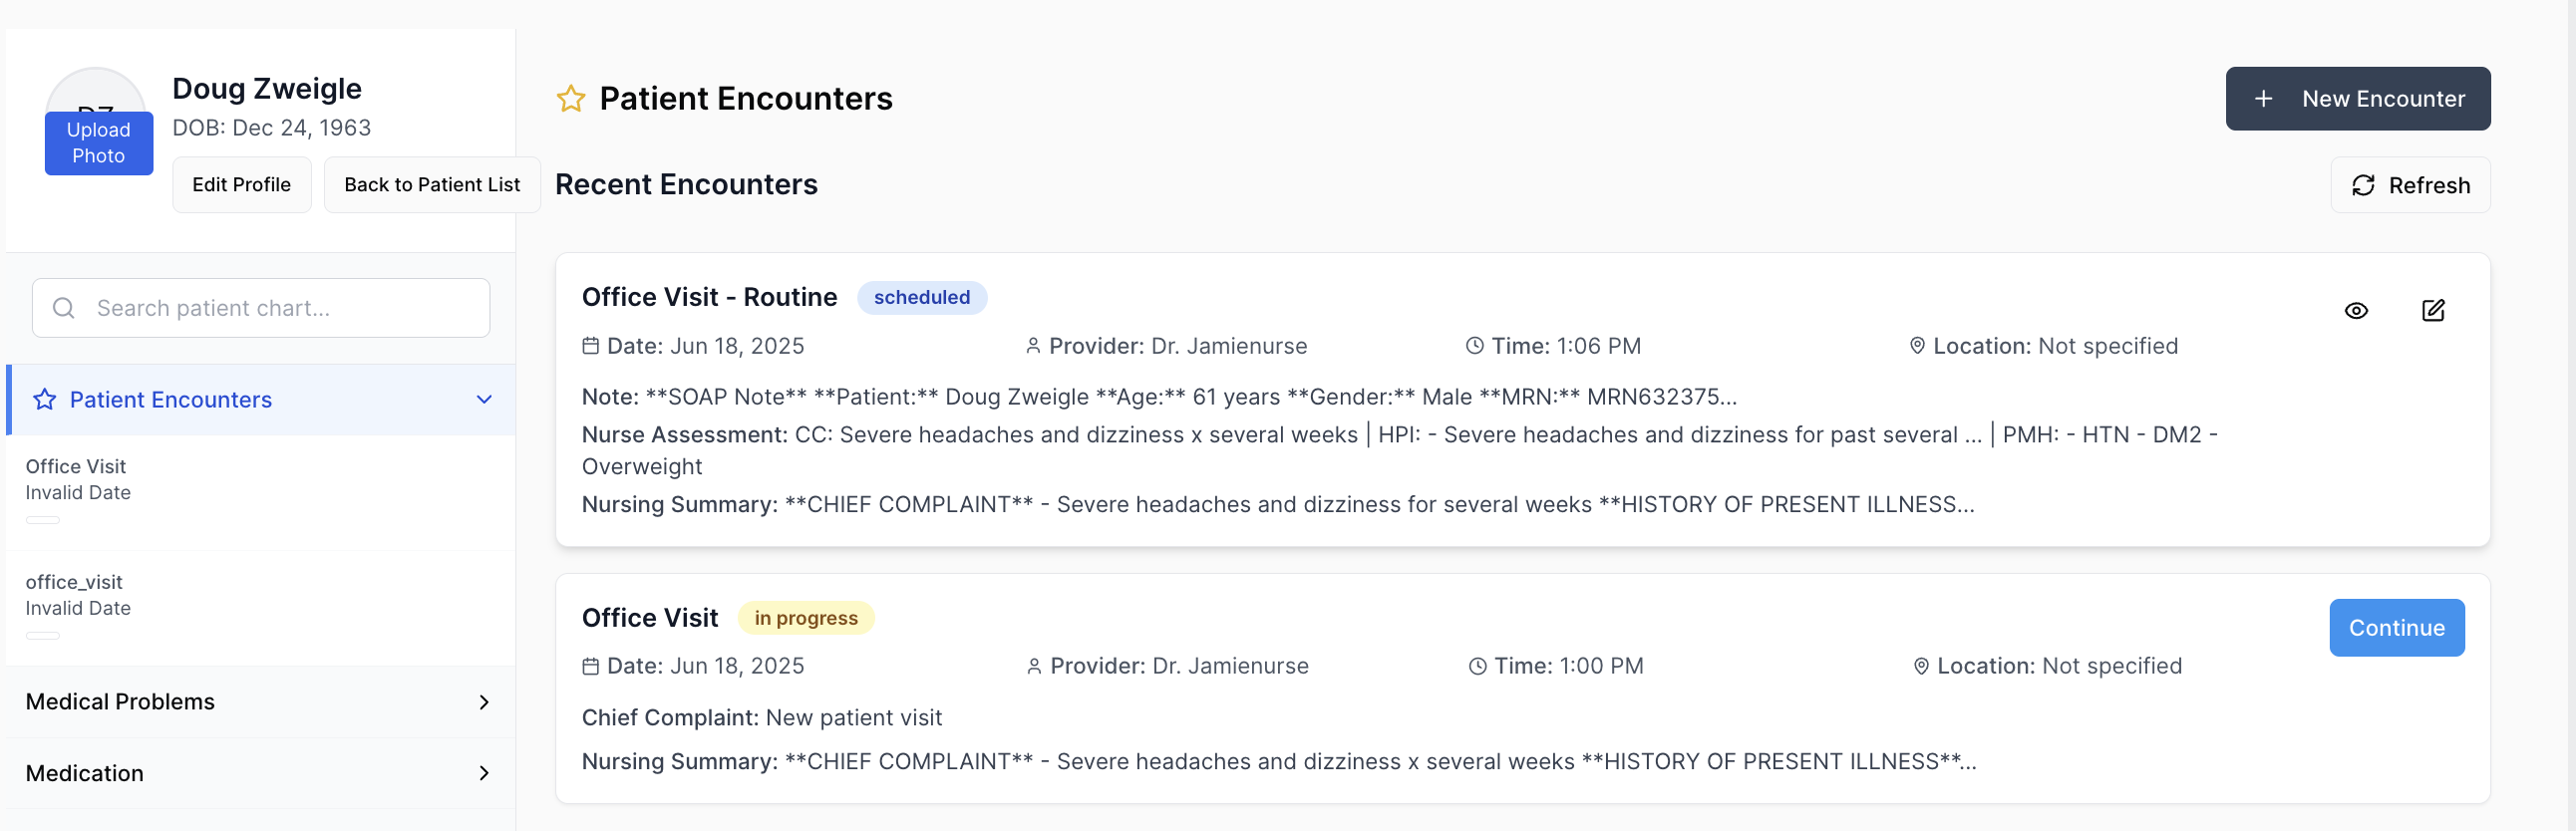 DZ
Upload
Photo
Doug Zweigle
DOB: Dec 24, 1963
Edit Profile
Back to Patient List
Search patient chart...
Patient Encounters
Office Visit
Invalid Date
office_visit
Invalid Date
Medical Problems
Medication
Patient Encounters
New Encounter
Recent Encounters
Refresh
Office Visit - Routine scheduled
Date: Jun 18, 2025 Provider: Dr. Jamienurse Time: 1:06 PM Location: Not specified
Note: **SOAP Note** **Patient:** Doug Zweigle **Age:** 61 years **Gender:** Male **MRN:** MRN632375...
Nurse Assessment: CC: Severe headaches and dizziness x several weeks | HPI: - Severe headaches and dizziness for past several ... | PMH: - HTN - DM2 -
Overweight
Nursing Summary: **CHIEF COMPLAINT** - Severe headaches and dizziness for several weeks **HISTORY OF PRESENT ILLNESS...
Office Visit in progress
Continue
Date: Jun 18, 2025 Provider: Dr. Jamienurse Time: 1:00 PM Location: Not specified
Chief Complaint: New patient visit
Nursing Summary: **CHIEF COMPLAINT** - Severe headaches and dizziness x several weeks **HISTORY OF PRESENT ILLNESS**...